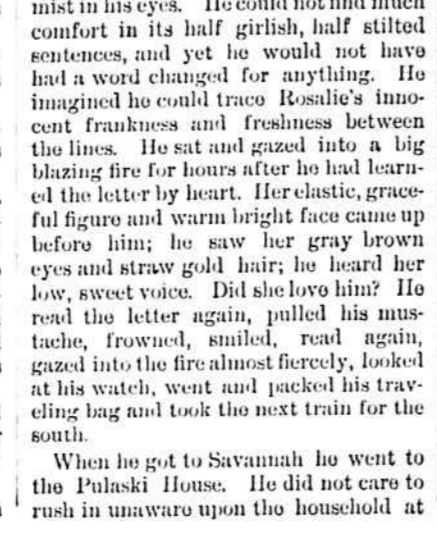 mist in his eyes. He could not find much
comfort in its half girlish, half stilted
sentences, and yet he would not have
had a word changed for anything. He
imagined he could trace Rosalie's inno-
cent frankness and freshness between
the lines. He sat and gazed into a big
blazing fire for hours after he had learn-
ed the letter by heart. Her elastic, grace-
ful figure and warm bright face came up
before him; he saw her gray brown
eyes and straw gold hair; he heard her
low, sweet voice. Did she love him? He
read the letter again, pulled his mus-
tache, frowned, smiled, read again,
gazed into the fire almost fiercely, looked
at his watch, went and packed his trav-
eling bag and took the next train for the
south.
When he got to Savannah he went to
the Pulaski House. He did not care to
rush in unaware upon the household at